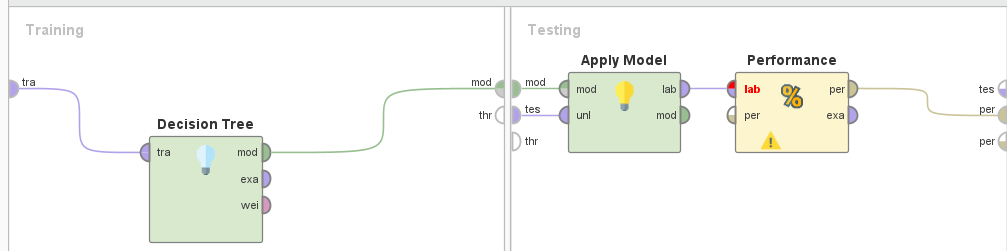 Training
tra
mod
thr
Decision Tree
tra
mod
exa
wei
Testing
mod
tes
thr
Apply Model
mod
lab
unl
mod
Performance
%
lab
per
per
exa
!
tes
per
per